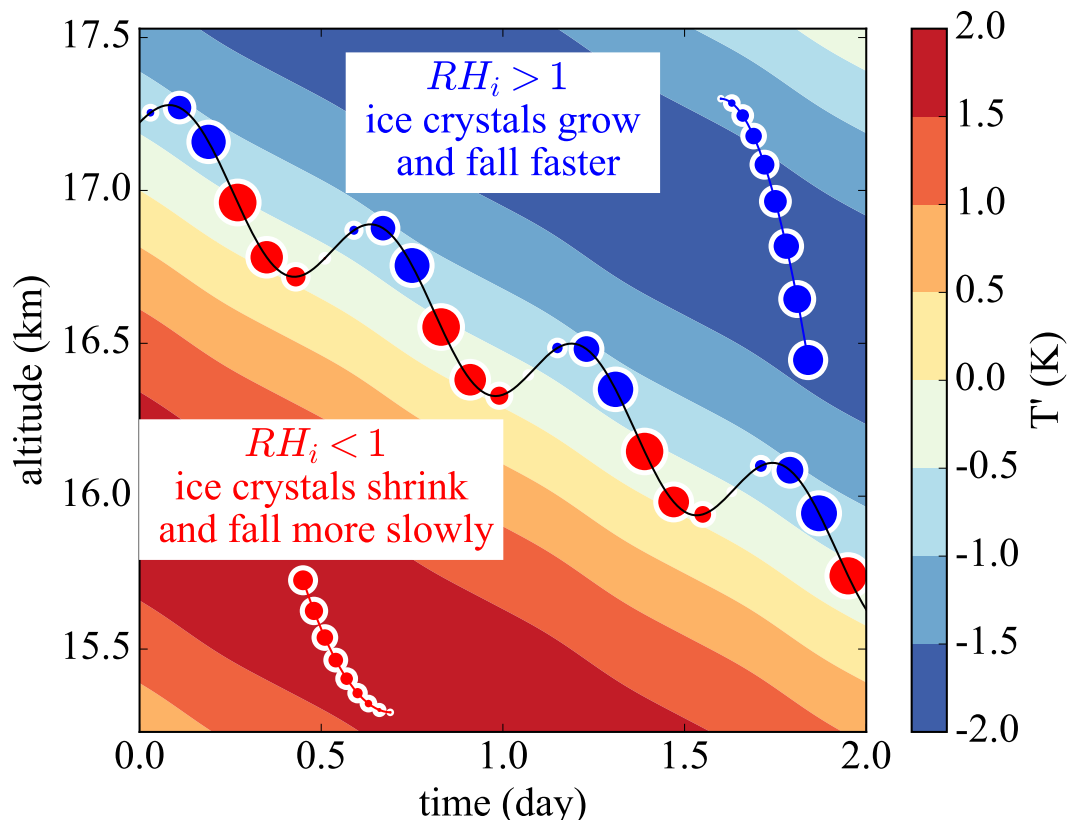 17.5
17.0
16.5
16.0
15.5
altitude (km)
RH_i > 1
ice crystals grow
and fall faster
RH_i < 1
ice crystals shrink
and fall more slowly
0.0 0.5 1.0 1.5 2.0
time (day)
2.0
1.5
1.0
0.5
0.0
-0.5
-1.0
-1.5
-2.0
T' (K)